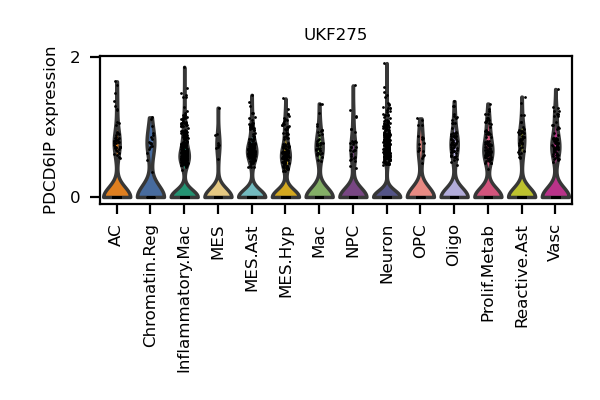 UKF275
PDCD6IP expression
2
0
AC
Chromatin.Reg
Inflammatory.Mac
MES
MES.Ast
MES.Hyp
Mac
NPC
Neuron
OPC
Oligo
Prolif.Metab
Reactive.Ast
Vasc